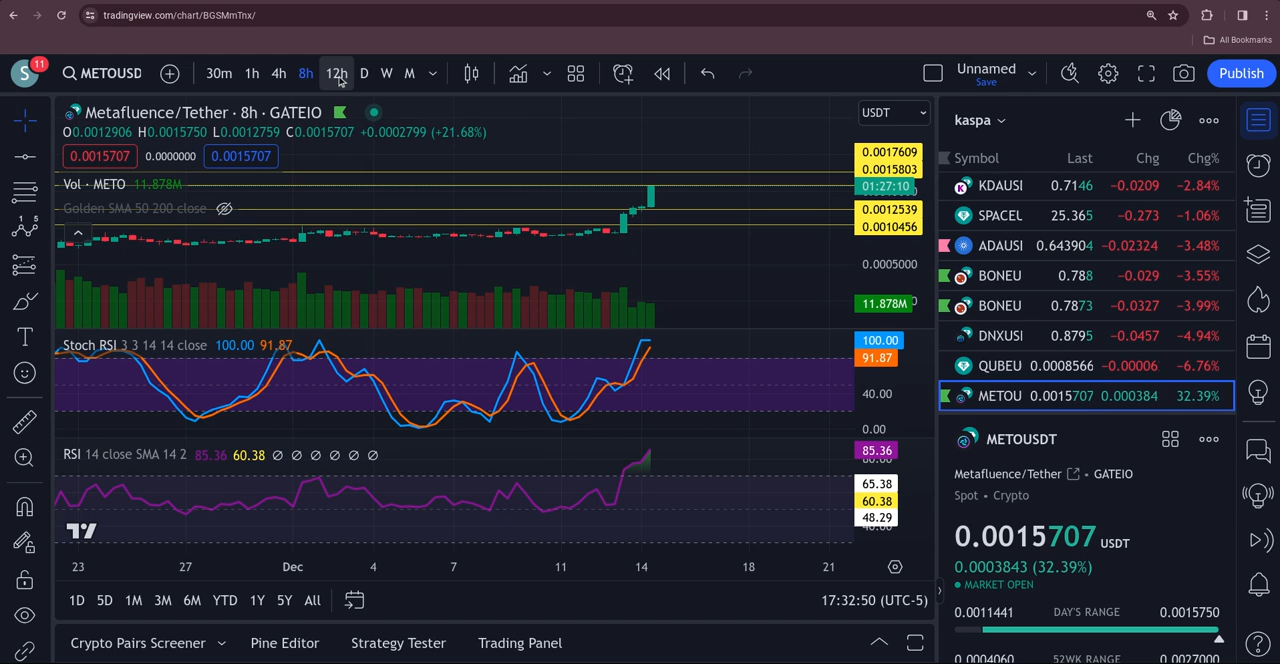 tradingview.com/chart/BGSMmTnx/
All Bookmarks
S 11 METOUSD 30m 1h 4h 8h 12h D W M Unnamed Save Publish
Metafluence/Tether · 8h · GATEIO
USDT
O0.0012906 H0.0015750 L0.0012759 C0.0015707 +0.0002799 (+21.68%)
0.0015707 0.0000000 0.0015707
Vol · METO 11.878M
Golden SMA 50 200 close
0.0017609
0.0015803
01:27:10
0.0012539
0.0010456
0.0005000
11.878M
Stoch RSI 3 3 14 14 close 100.00 91.87
100.00
91.87
40.00
0.00
RSI 14 close SMA 14 2 85.36 60.38 ∅ ∅ ∅ ∅ ∅ ∅
85.36
65.38
60.38
48.29
23 27 Dec 4 7 11 14 18 21
1D 5D 1M 3M 6M YTD 1Y 5Y All
17:32:50 (UTC-5)
Crypto Pairs Screener Pine Editor Strategy Tester Trading Panel
kaspa
Symbol Last Chg Chg%
KDAUSI 0.7146 −0.0209 −2.84%
SPACEL 25.365 −0.273 −1.06%
ADAUSI 0.643904 −0.02324 −3.48%
BONEU 0.788 −0.029 −3.55%
BONEU 0.7873 −0.0327 −3.99%
DNXUSI 0.8795 −0.0457 −4.94%
QUBEU 0.0008566 −0.00006 −6.76%
METOU 0.0015707 0.000384 32.39%
METOUSDT
Metafluence/Tether • GATEIO
Spot • Crypto
0.0015707 USDT
0.0003843 (32.39%)
MARKET OPEN
0.0011441 DAY'S RANGE 0.0015750
0.0004060 52WK RANGE 0.0027000